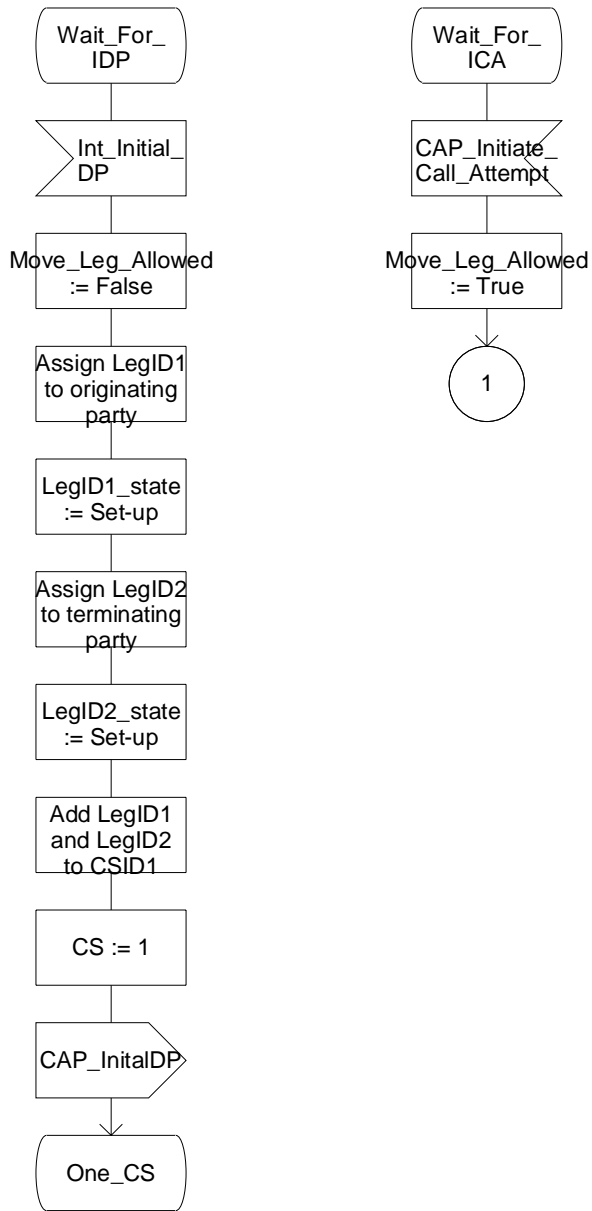 Wait_For_
IDP
Int_Initial_
DP
Move_Leg_Allowed
:= False
Assign LegID1
to originating
party
LegID1_state
:= Set-up
Assign LegID2
to terminating
party
LegID2_state
:= Set-up
Add LegID1
and LegID2
to CSID1
CS := 1
CAP_InitalDP
One_CS
Wait_For_
ICA
CAP_Initiate_
Call_Attempt
Move_Leg_Allowed
:= True
1